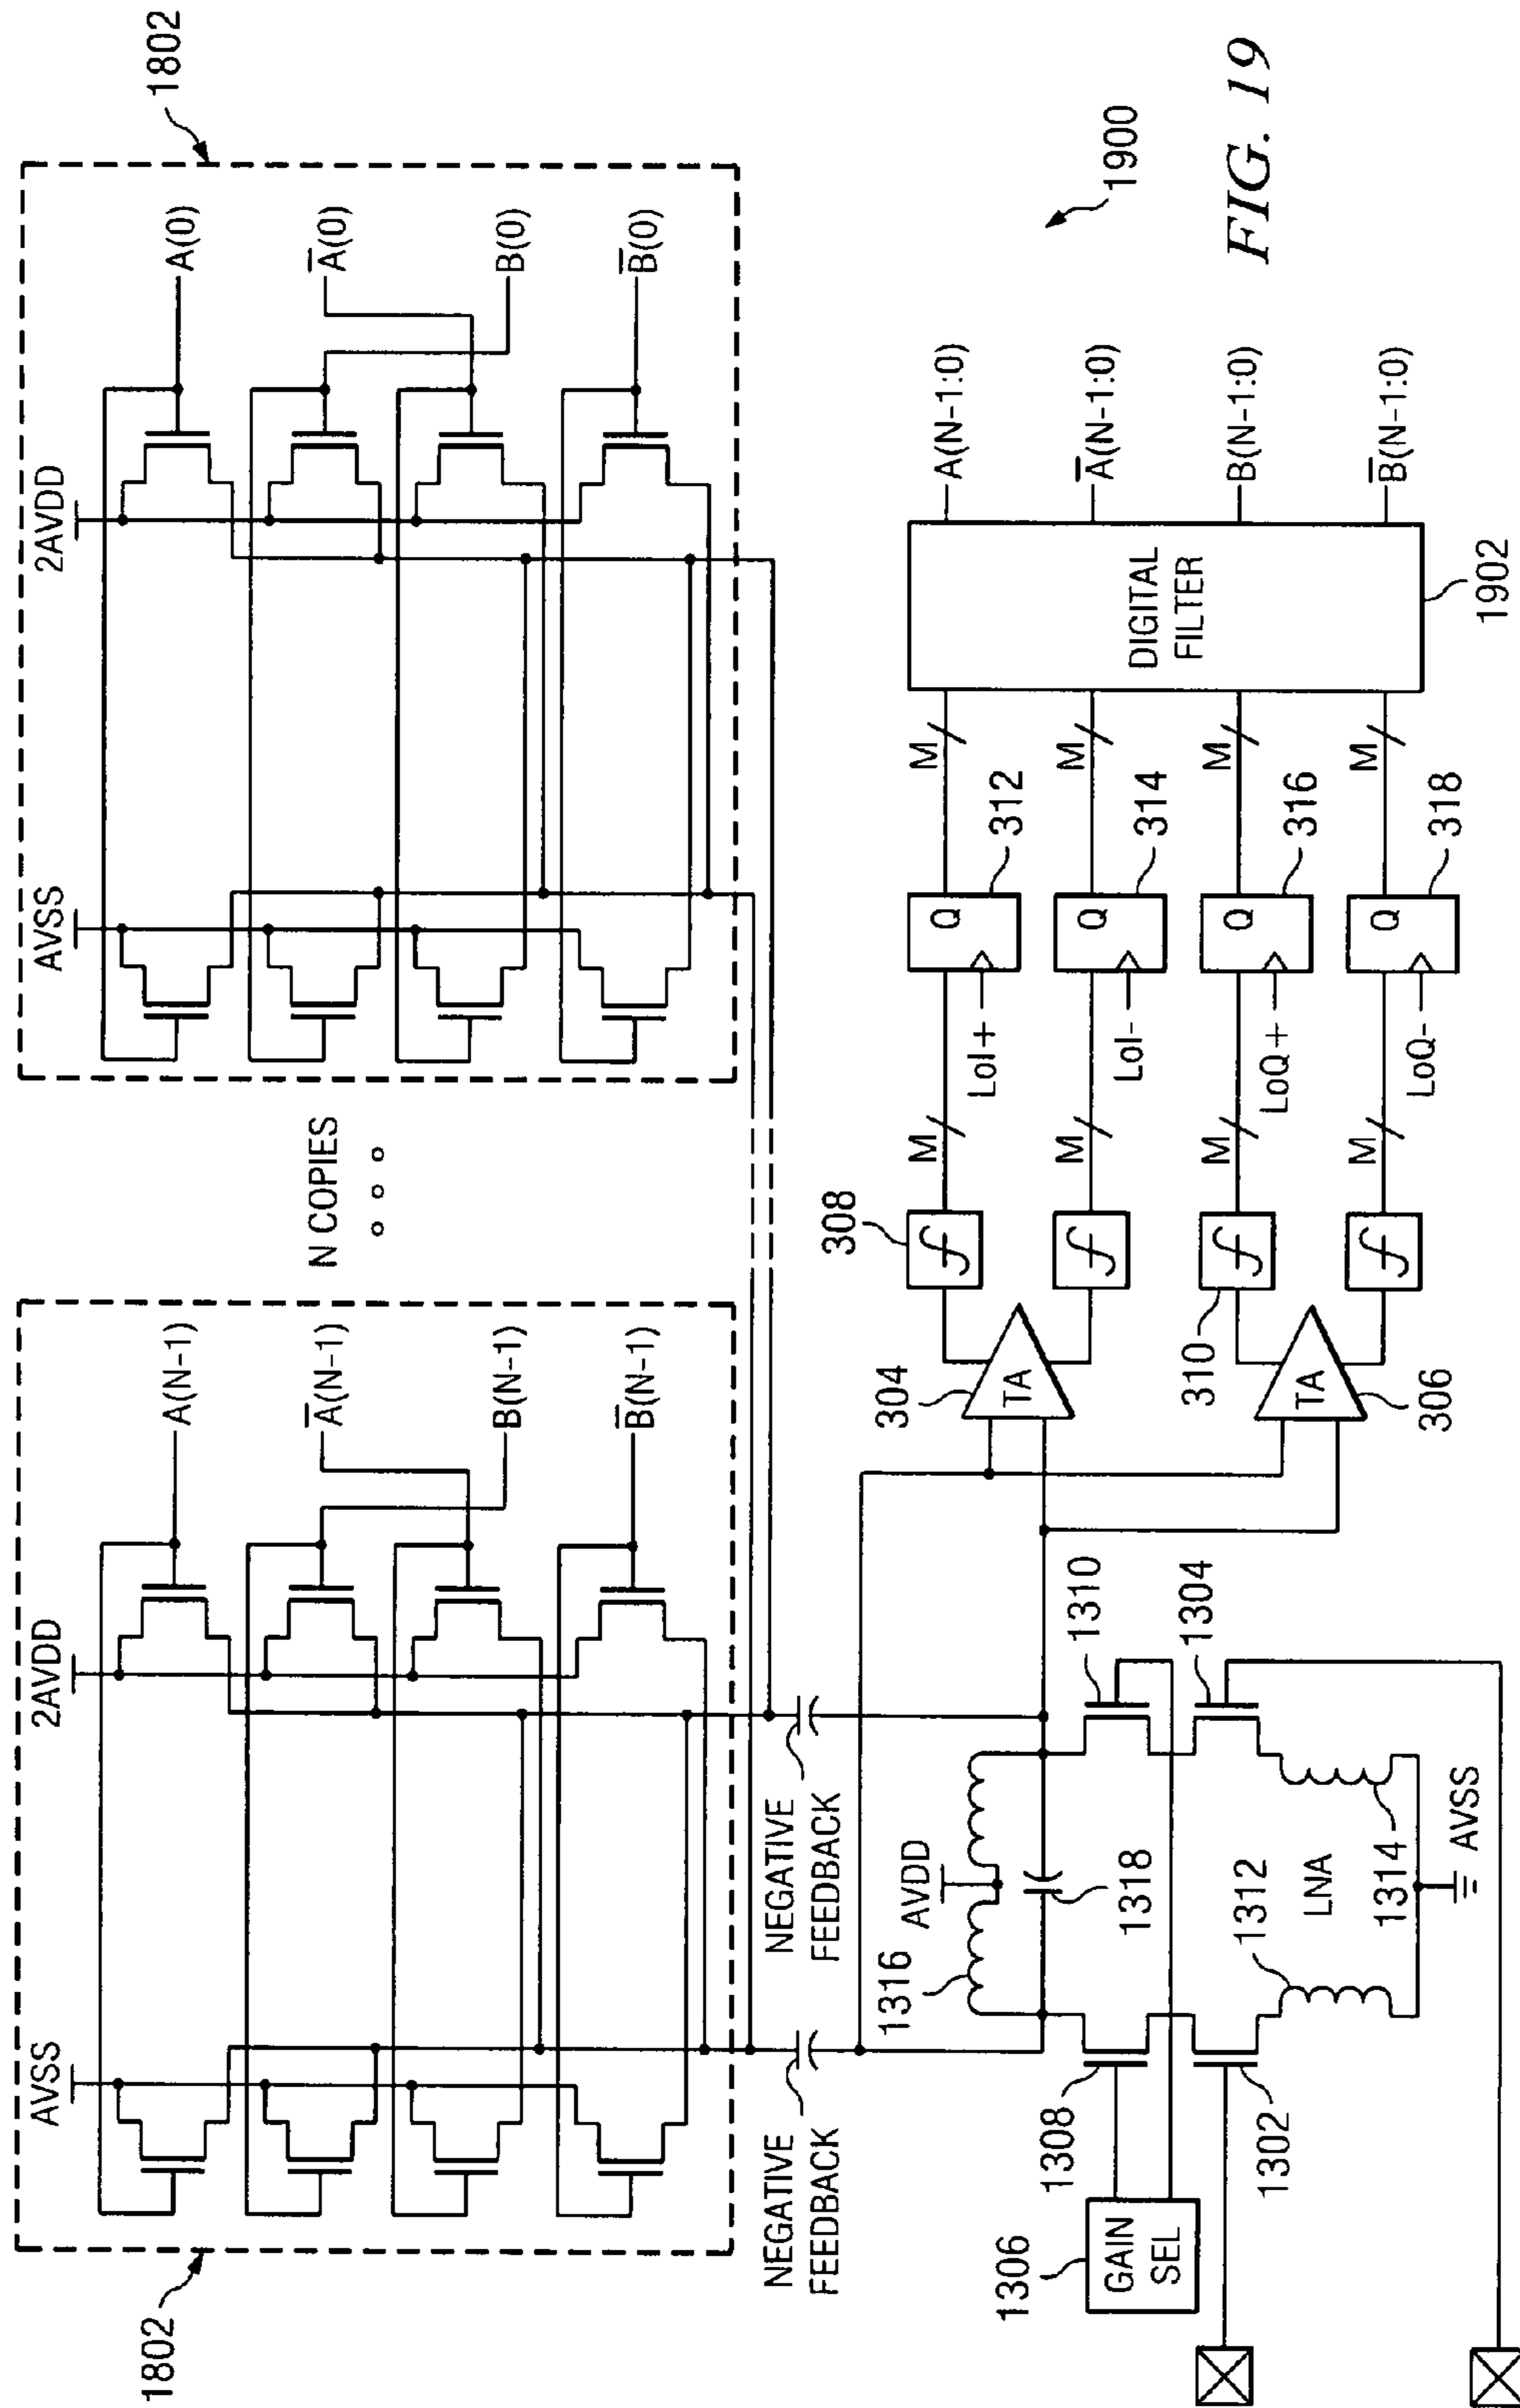 1802
AVSS
2AVDD
A(N-1)
A̅(N-1)
B(N-1)
B̅(N-1)
N COPIES
1802
AVSS
2AVDD
A(0)
A̅(0)
B(0)
B̅(0)
NEGATIVE
FEEDBACK
NEGATIVE
FEEDBACK
1306
GAIN
SEL
1308
1302
1316
AVDD
1318
1310
1304
1312
LNA
1314
AVSS
304
TA
306
TA
308
310
M
M
M
M
LoI+
LoI-
LoQ+
LoQ-
Q
Q
Q
Q
312
314
316
318
M
M
M
M
DIGITAL
FILTER
1902
A(N-1:0)
A̅(N-1:0)
B(N-1:0)
B̅(N-1:0)
1900
FIG. 19